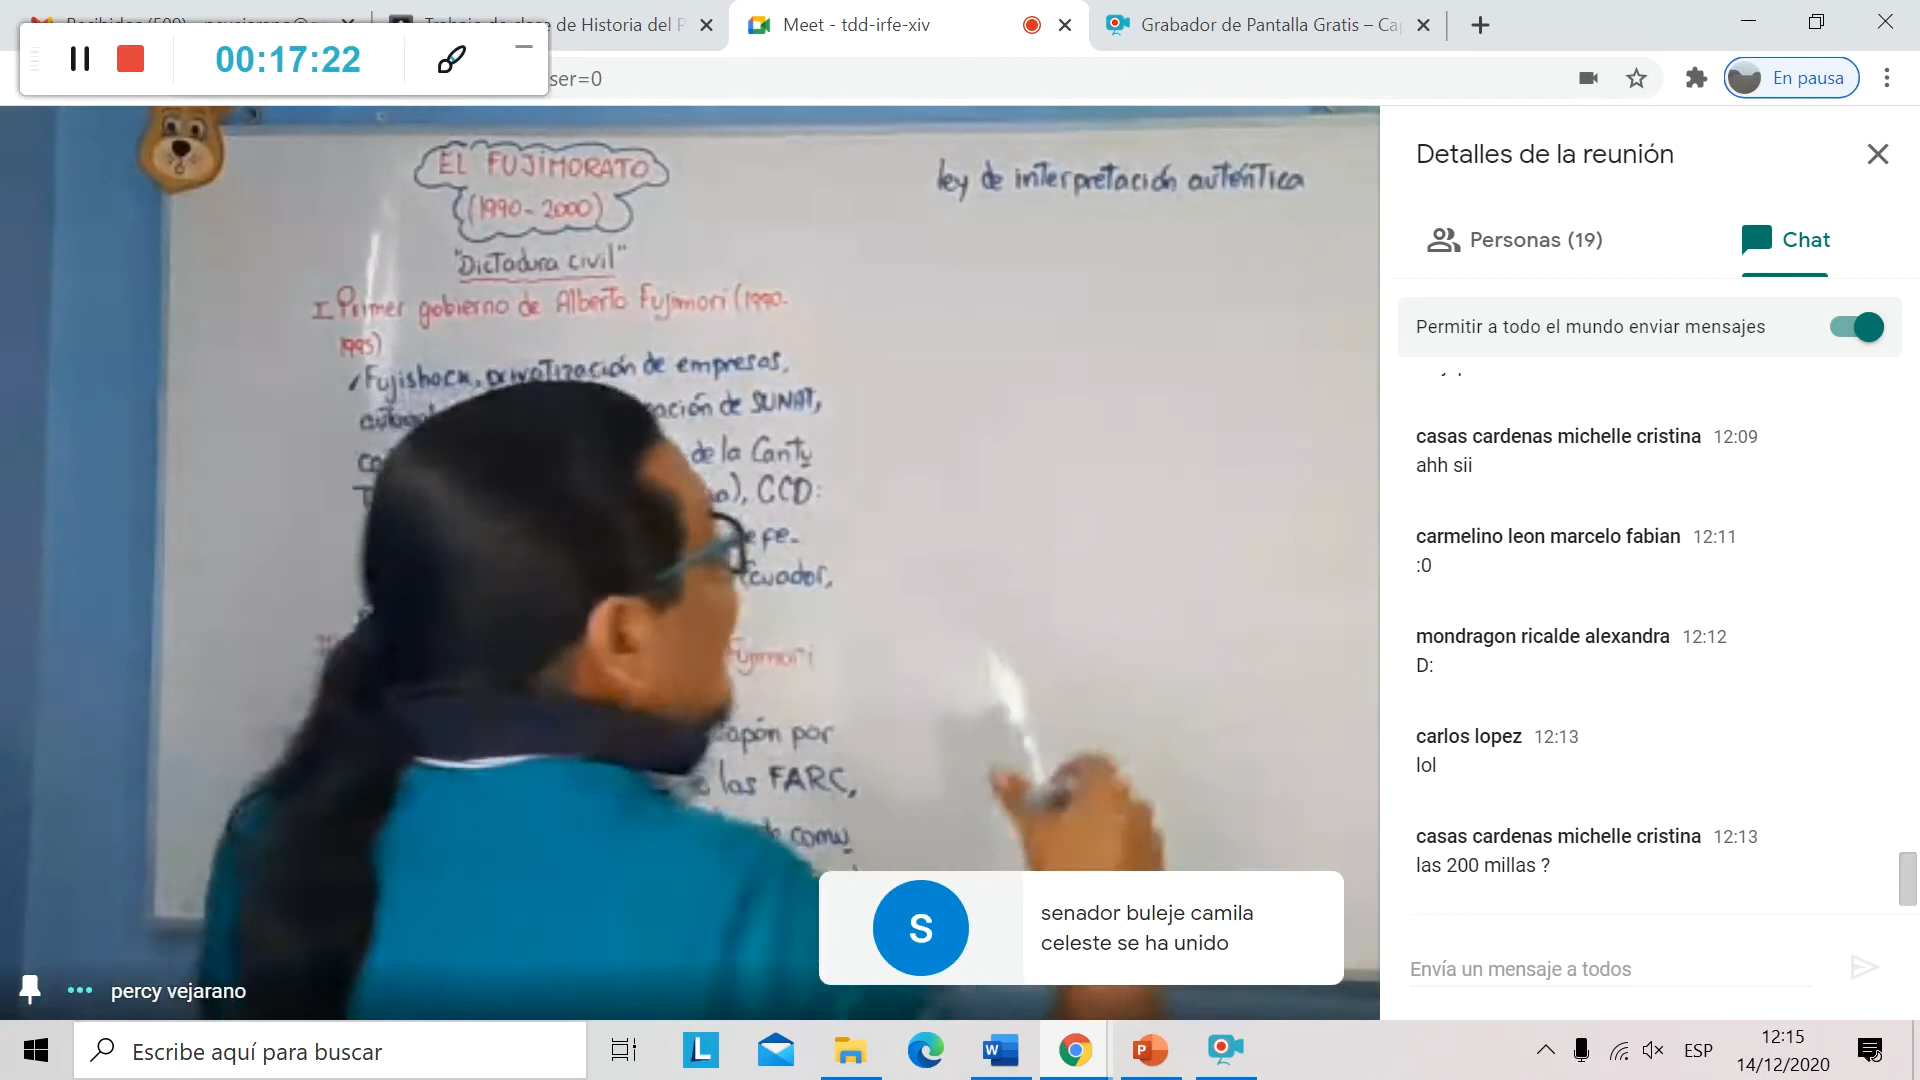 de Historia del P
Meet - tdd-irfe-xiv
Grabador de Pantalla Gratis – Ca
00:17:22
ser=0
En pausa
EL FUJIMORATO
(1990-2000)
"Dictadura civil"
I Primer gobierno de Alberto Fujimori (1990-
1995)
Fujishock, privatización de empresas,
ación de SUNAT,
de la Cantu
CCD:
efe-
Ecuador,
Fujimori
Japón por
las FARC,
de comu
ley de interpretación auténtica
percy vejarano
S
senador buleje camila
celeste se ha unido
Detalles de la reunión
Personas (19)
Chat
Permitir a todo el mundo enviar mensajes
casas cardenas michelle cristina 12:09
ahh sii
carmelino leon marcelo fabian 12:11
:0
mondragon ricalde alexandra 12:12
D:
carlos lopez 12:13
lol
casas cardenas michelle cristina 12:13
las 200 millas ?
Envía un mensaje a todos
Escribe aquí para buscar
L
W
P
ESP
12:15
14/12/2020